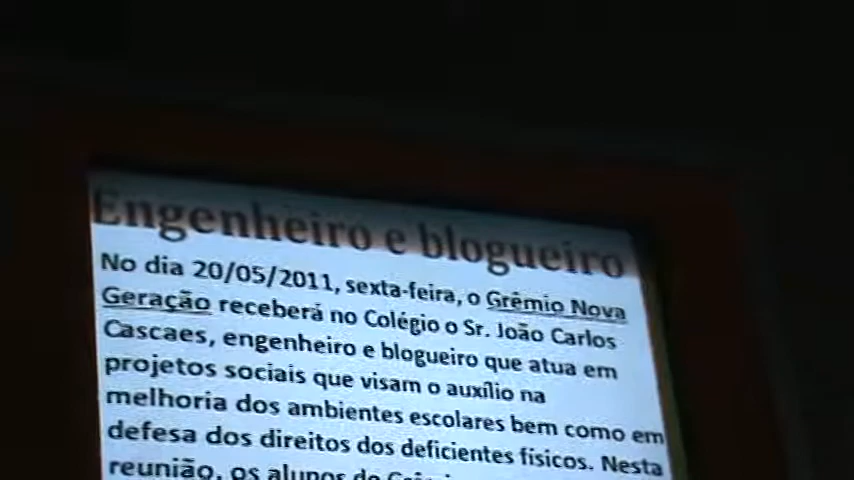 Engenheiro e blogueiro
No dia 20/05/2011, sexta-feira, o Grêmio Nova
Geração receberá no Colégio o Sr. João Carlos
Cascaes, engenheiro e blogueiro que atua em
projetos sociais que visam o auxílio na
melhoria dos ambientes escolares bem como em
defesa dos direitos dos deficientes físicos. Nesta
reunião, os alunos do